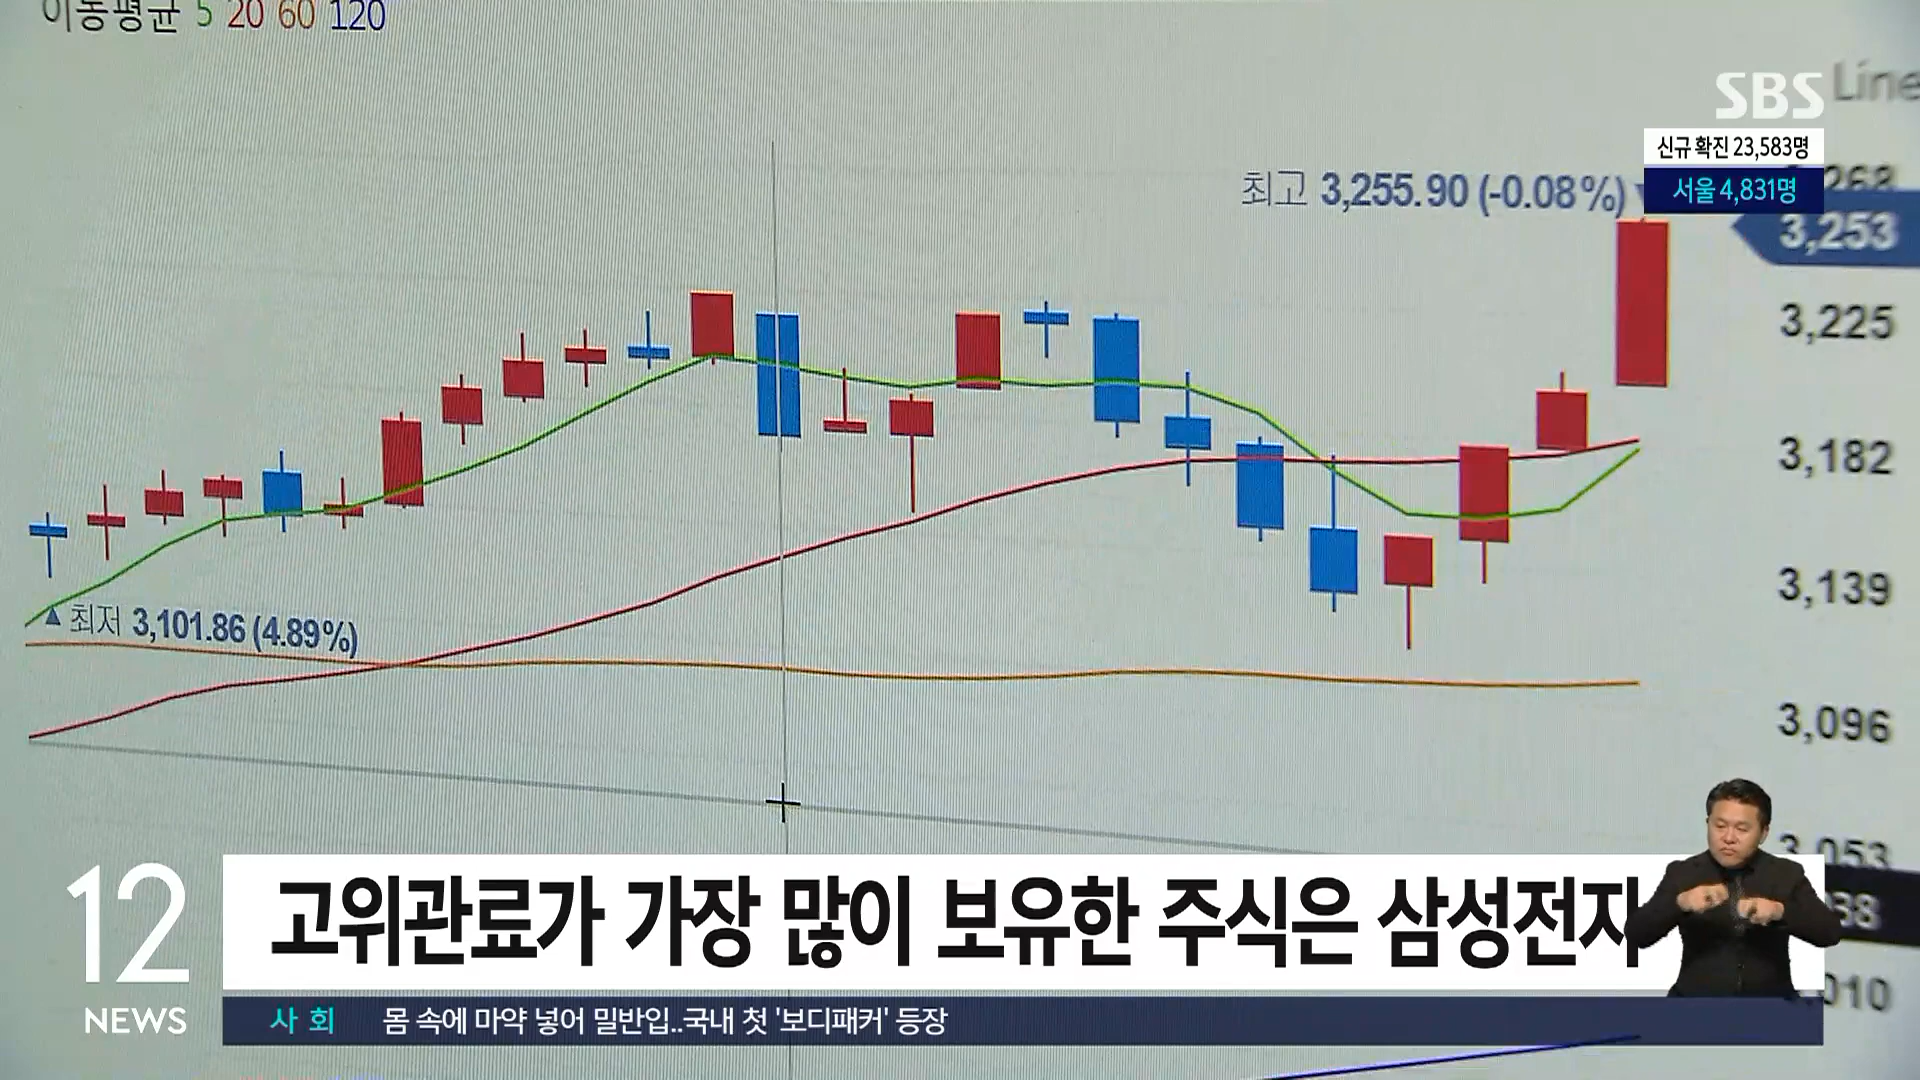 이동평균 5 20 60 120
Line
SBS
신규 확진 23,583명
서울 4,831명
최고 3,255.90 (-0.08%)
3,253
3,225
3,182
3,139
▲ 최저 3,101.86 (4.89%)
3,096
3,053
12
NEWS
고위관료가 가장 많이 보유한 주식은 삼성전자
사회 몸 속에 마약 넣어 밀반입..국내 첫 '보디패커' 등장